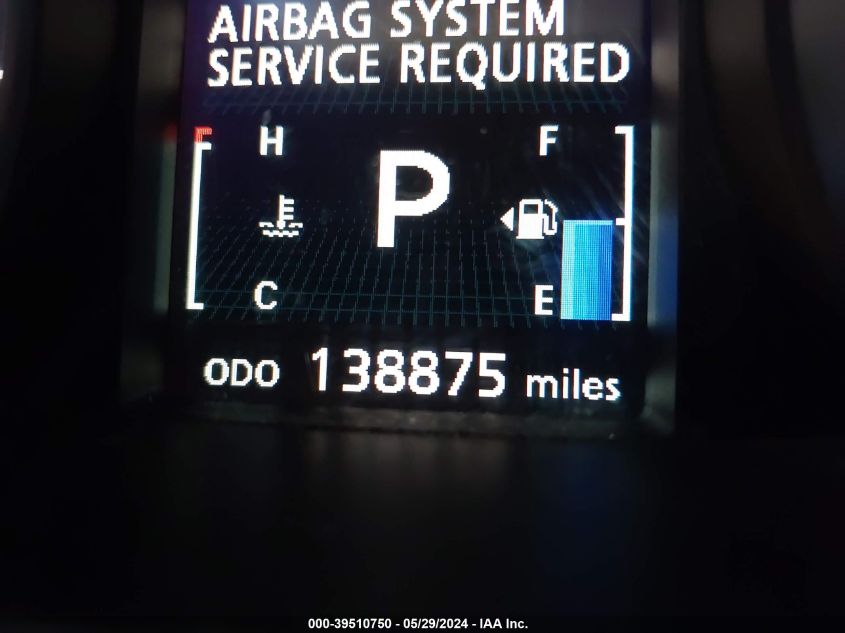 AIRBAG SYSTEM
SERVICE REQUIRED
H F
P
C E
ODO 138875 miles
000-39510750 - 05/29/2024 - IAA Inc.